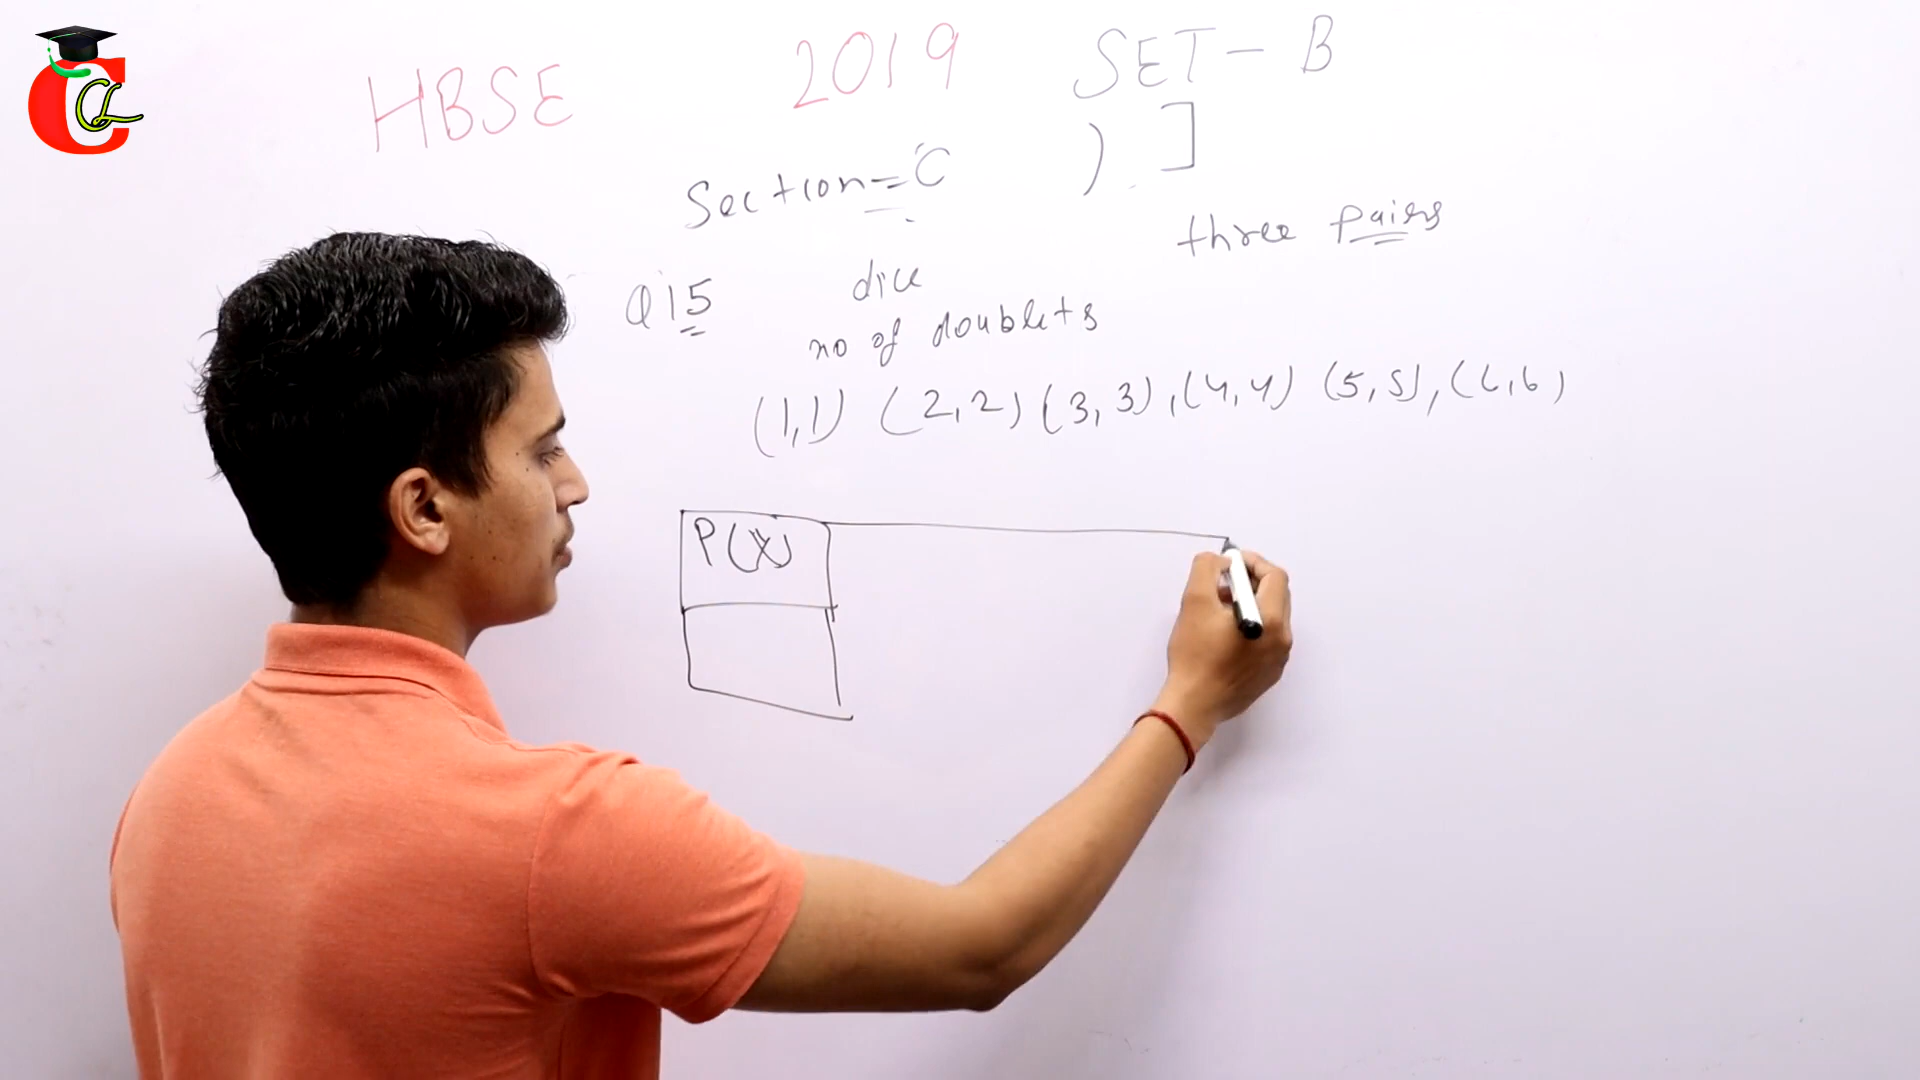 HBSE 2019 SET-B
Section=C ) ]
three pairs
Q15 dice
no of doublets
(1,1) (2,2) (3,3),(4,4) (5,5),(6,6)
P(X)